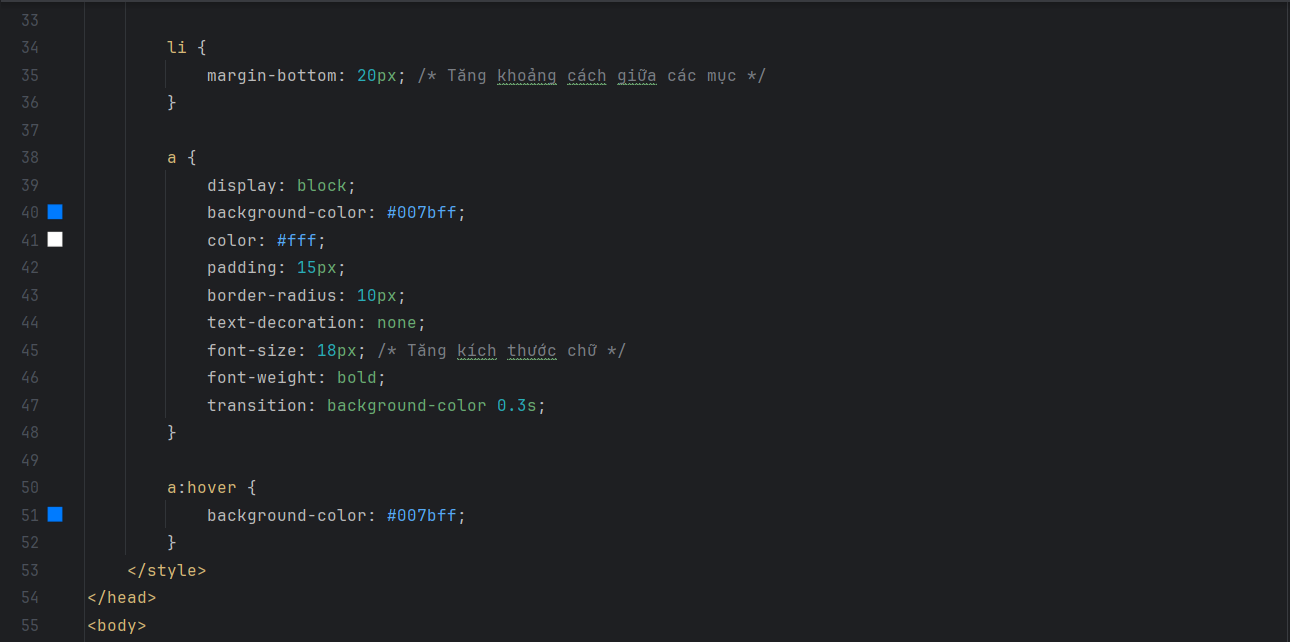 33
34 li {
35 margin-bottom: 20px; /* Tăng khoảng cách giữa các mục */
36 }
37
38 a {
39 display: block;
40 background-color: #007bff;
41 color: #fff;
42 padding: 15px;
43 border-radius: 10px;
44 text-decoration: none;
45 font-size: 18px; /* Tăng kích thước chữ */
46 font-weight: bold;
47 transition: background-color 0.3s;
48 }
49
50 a:hover {
51 background-color: #007bff;
52 }
53 </style>
54 </head>
55 <body>